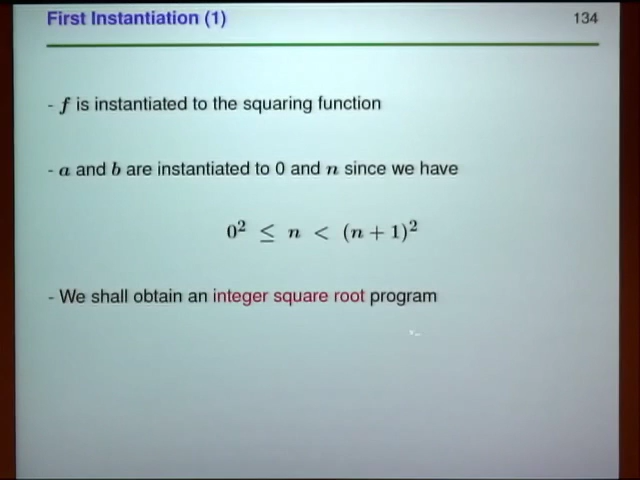 First Instantiation (1)
134
- f is instantiated to the squaring function
- a and b are instantiated to 0 and n since we have
0² ≤ n < (n + 1)²
- We shall obtain an integer square root program